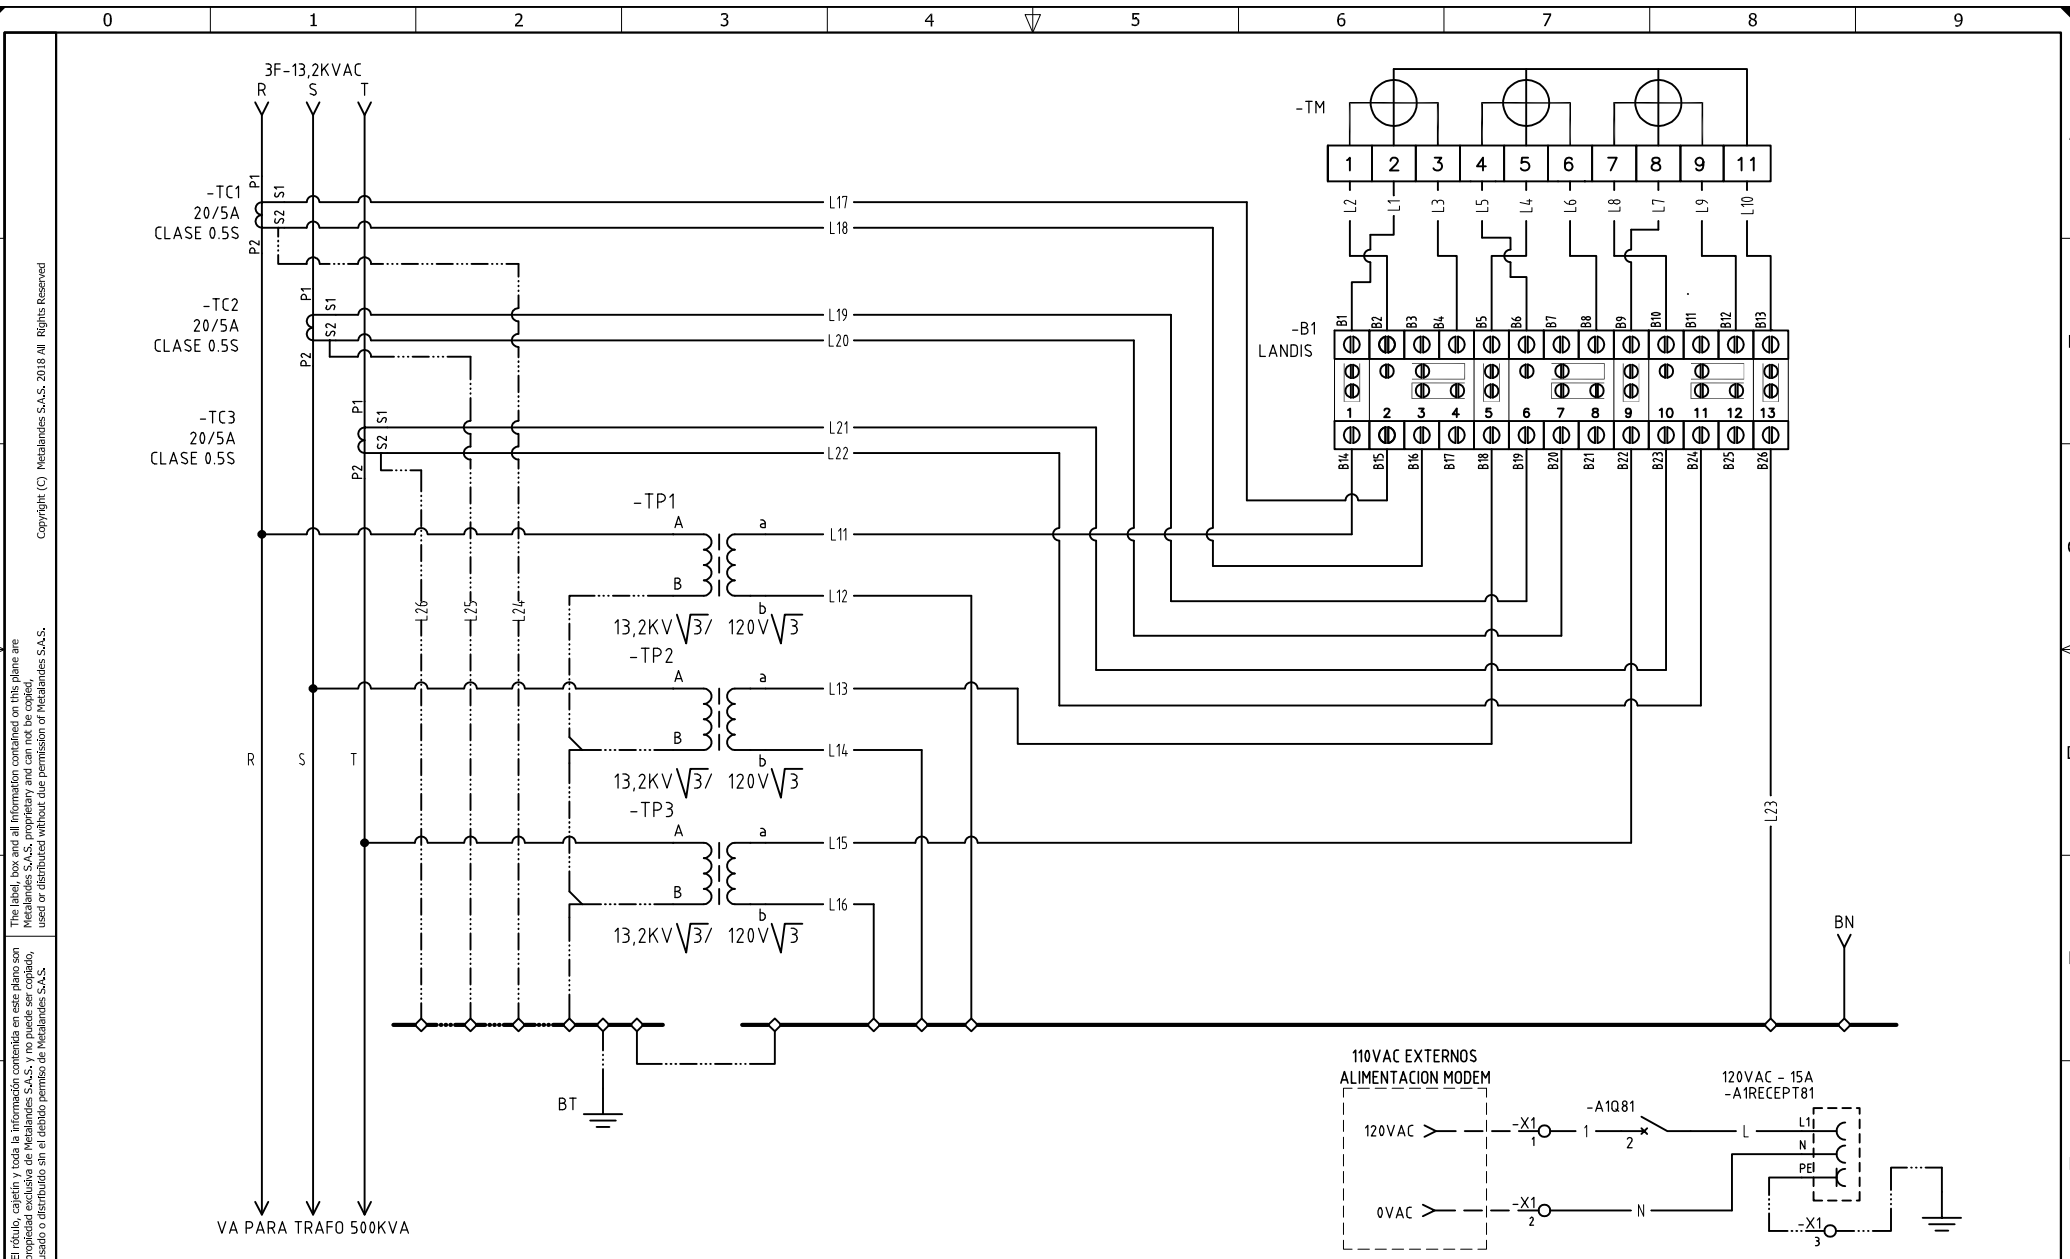 0 1 2 3 4 5 6 7 8 9
3F-13,2KVAC
R S T
-TM
1 2 3 4 5 6 7 8 9 11
L2 L1 L3 L5 L4 L6 L8 L7 L9 L10
-TC1
20/5A
CLASE 0.5S
P1 S1
S2
P2
L17
L18
-TC2
20/5A
CLASE 0.5S
P1 S1
S2
P2
L19
L20
-TC3
20/5A
CLASE 0.5S
P1 S1
S2
P2
L21
L22
-B1
LANDIS
B1 B2 B3 B4 B5 B6 B7 B8 B9 B10 B11 B12 B13
1 2 3 4 5 6 7 8 9 10 11 12 13
B14 B15 B16 B17 B18 B19 B20 B21 B22 B23 B24 B25 B26
-TP1
A a
L11
B
L12
b
13,2KV√3/ 120V√3
L26 L25 L24
-TP2
A a
L13
B
L14
b
13,2KV√3/ 120V√3
R S T
-TP3
A a
L15
B
L16
b
13,2KV√3/ 120V√3
L23
BN
BT
VA PARA TRAFO 500KVA
110VAC EXTERNOS
ALIMENTACION MODEM
120VAC
-X1
1
1
-A1Q81
2
L
120VAC - 15A
-A1RECEPT81
L1
N
PE
0VAC
-X1
2
N
-X1
3
Copyright (C) Metalandes S.A.S. 2018 All Rights Reserved
The label, box and all information contained on this plane are
Metalandes S.A.S. proprietary and can not be copied,
used or distributed without due permission of Metalandes S.A.S.
El rótulo, cajetín y toda la información contenida en este plano son
propiedad exclusiva de Metalandes S.A.S. y no puede ser copiado,
usado o distribuido sin el debido permiso de Metalandes S.A.S.